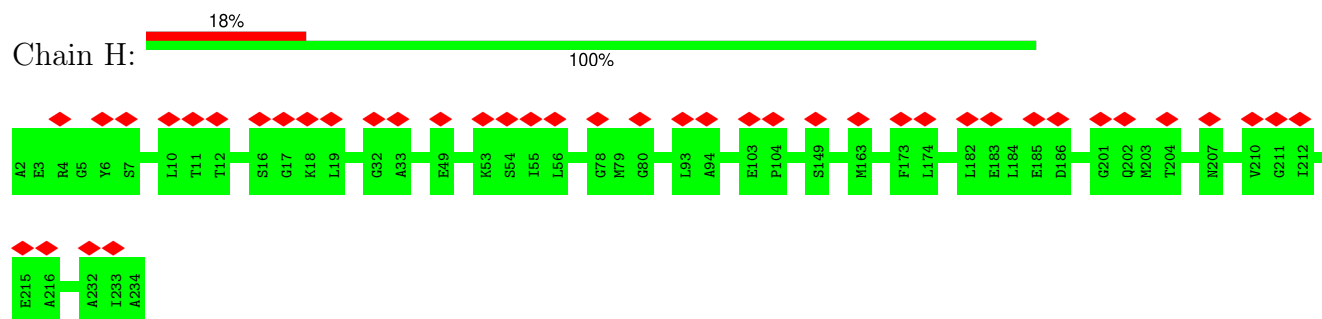 18%
Chain H:
100%
A2 E3 R4 G5 Y6 S7 L10 T11 T12 S16 G17 K18 L19 G32 A33 E49 K53 S54 I55 L56 G78 M79 G80 L93 A94 E103 P104 S149 M163 F173 L174 L182 E183 L184 E185 D186 G201 Q202 M203 T204 N207 V210 G211 I212
E215 A216 A232 I233 A234